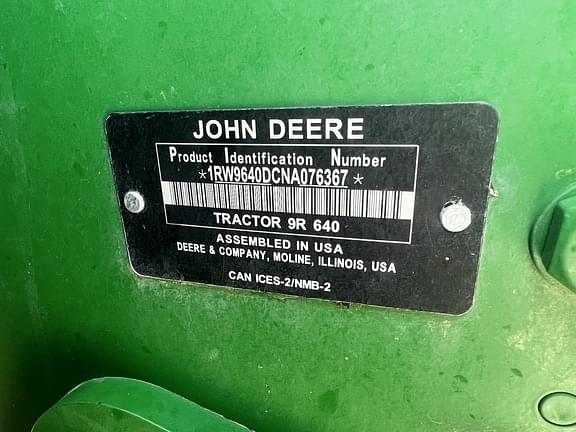 JOHN DEERE
Product Identification Number
*1RW9640DCNA076367*
TRACTOR 9R 640
ASSEMBLED IN USA
DEERE & COMPANY, MOLINE, ILLINOIS, USA
CAN ICES-2/NMB-2